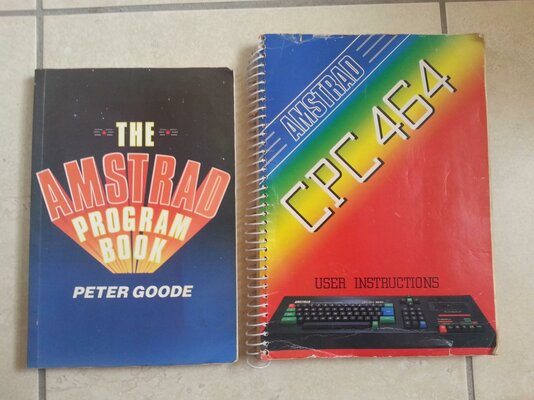 THE
AMSTRAD
PROGRAM
BOOK
PETER GOODE
AMSTRAD
CPC 464
USER INSTRUCTIONS